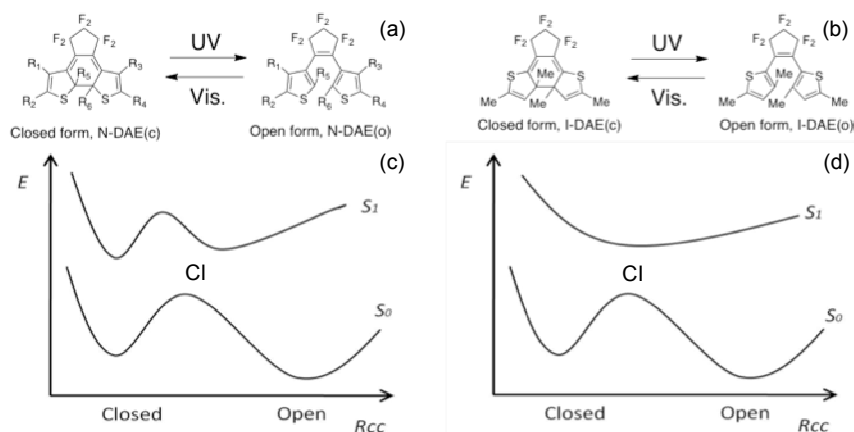 (a)
F₂
F₂ F₂
R₁ R₅ R₃
R₂ S R₆ S R₄
Closed form, N-DAE(c)
UV
Vis.
F₂
F₂ F₂
R₁ R₅ R₃
R₂ S R₆ S R₄
Open form, N-DAE(o)
(b)
F₂
F₂ F₂
S Me S
Me Me Me
Closed form, I-DAE(c)
UV
Vis.
F₂
F₂ F₂
S Me S
Me Me Me
Open form, I-DAE(o)
(c)
E
S₁
CI
S₀
Closed Open
Rcc
(d)
E
S₁
CI
S₀
Closed Open
Rcc